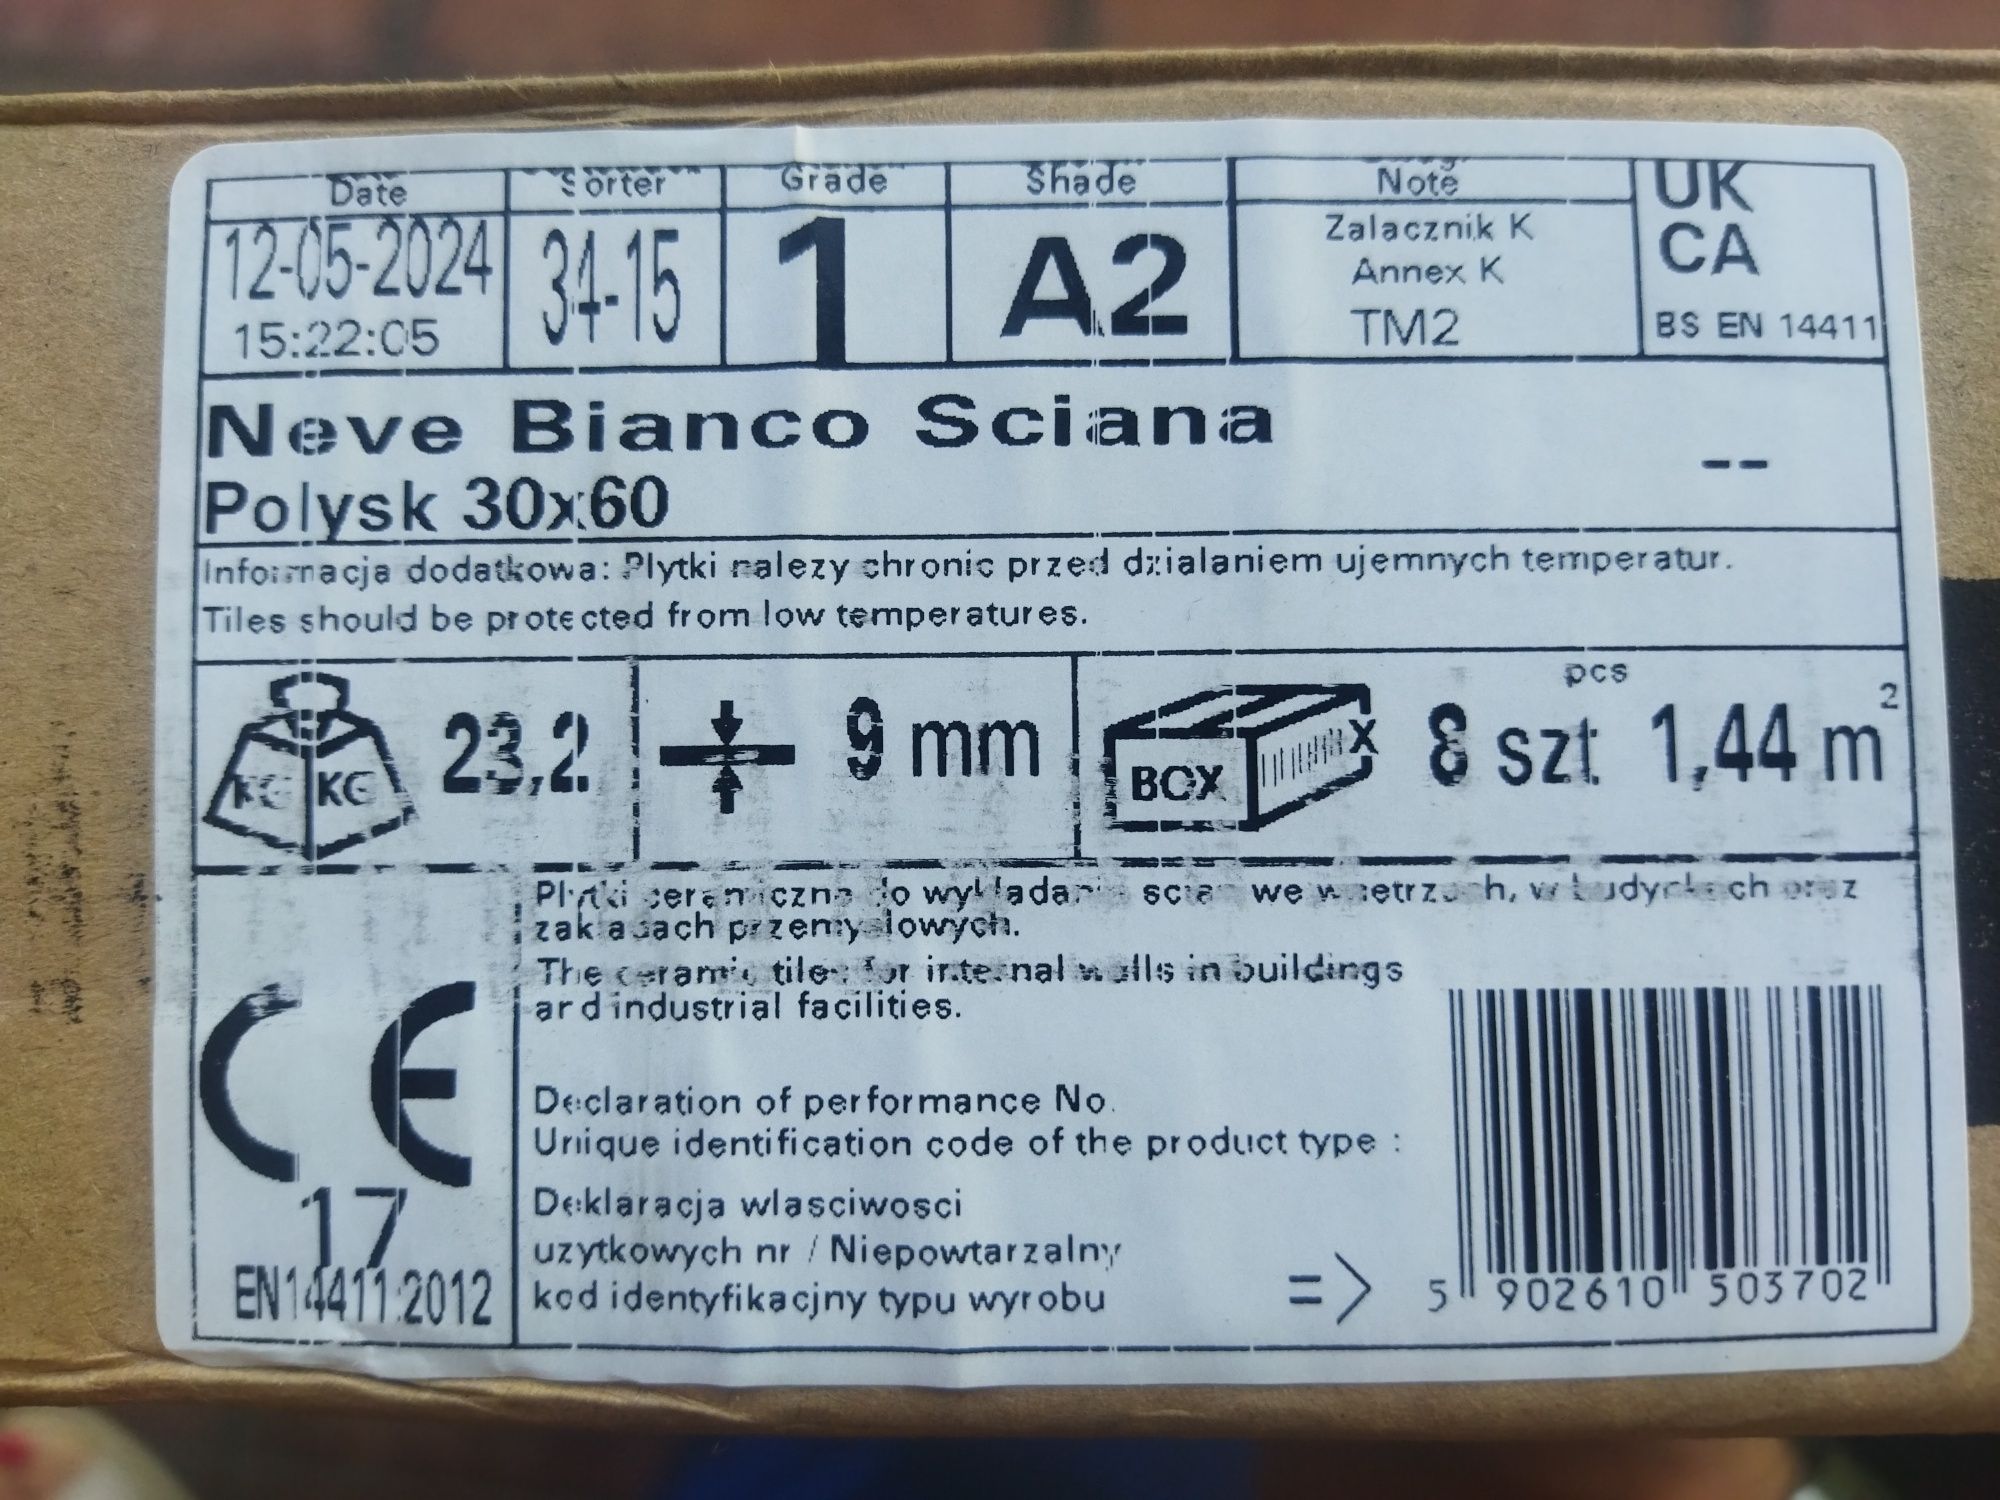 Date Sorter Grade Shade Note UK
12-05-2024 34-15 1 A2 Zalacznik K CA
Annex K
15:22:05 TM2 BS EN 14411
Neve Bianco Sciana
--
Polysk 30x60
Informacja dodatkowa: Plytki nalezy chronic przed dzialaniem ujemnych temperatur.
Tiles should be protected from low temperatures.
KG KG 23,2 9 mm BOX X 8 szt pcs 1,44 m²
Plytki ceramiczne do wykladania scian we wnetrzach, w budynkach oraz
zakladach przemyslowych.
The ceramic tiles for internal walls in buildings
and industrial facilities.
CE
Declaration of performance No.
Unique identification code of the product type :
17
Deklaracja wlasciwosci
uzytkowych nr / Niepowtarzalny
EN14411:2012
kod identyfikacjny typu wyrobu => 5 902610 503702